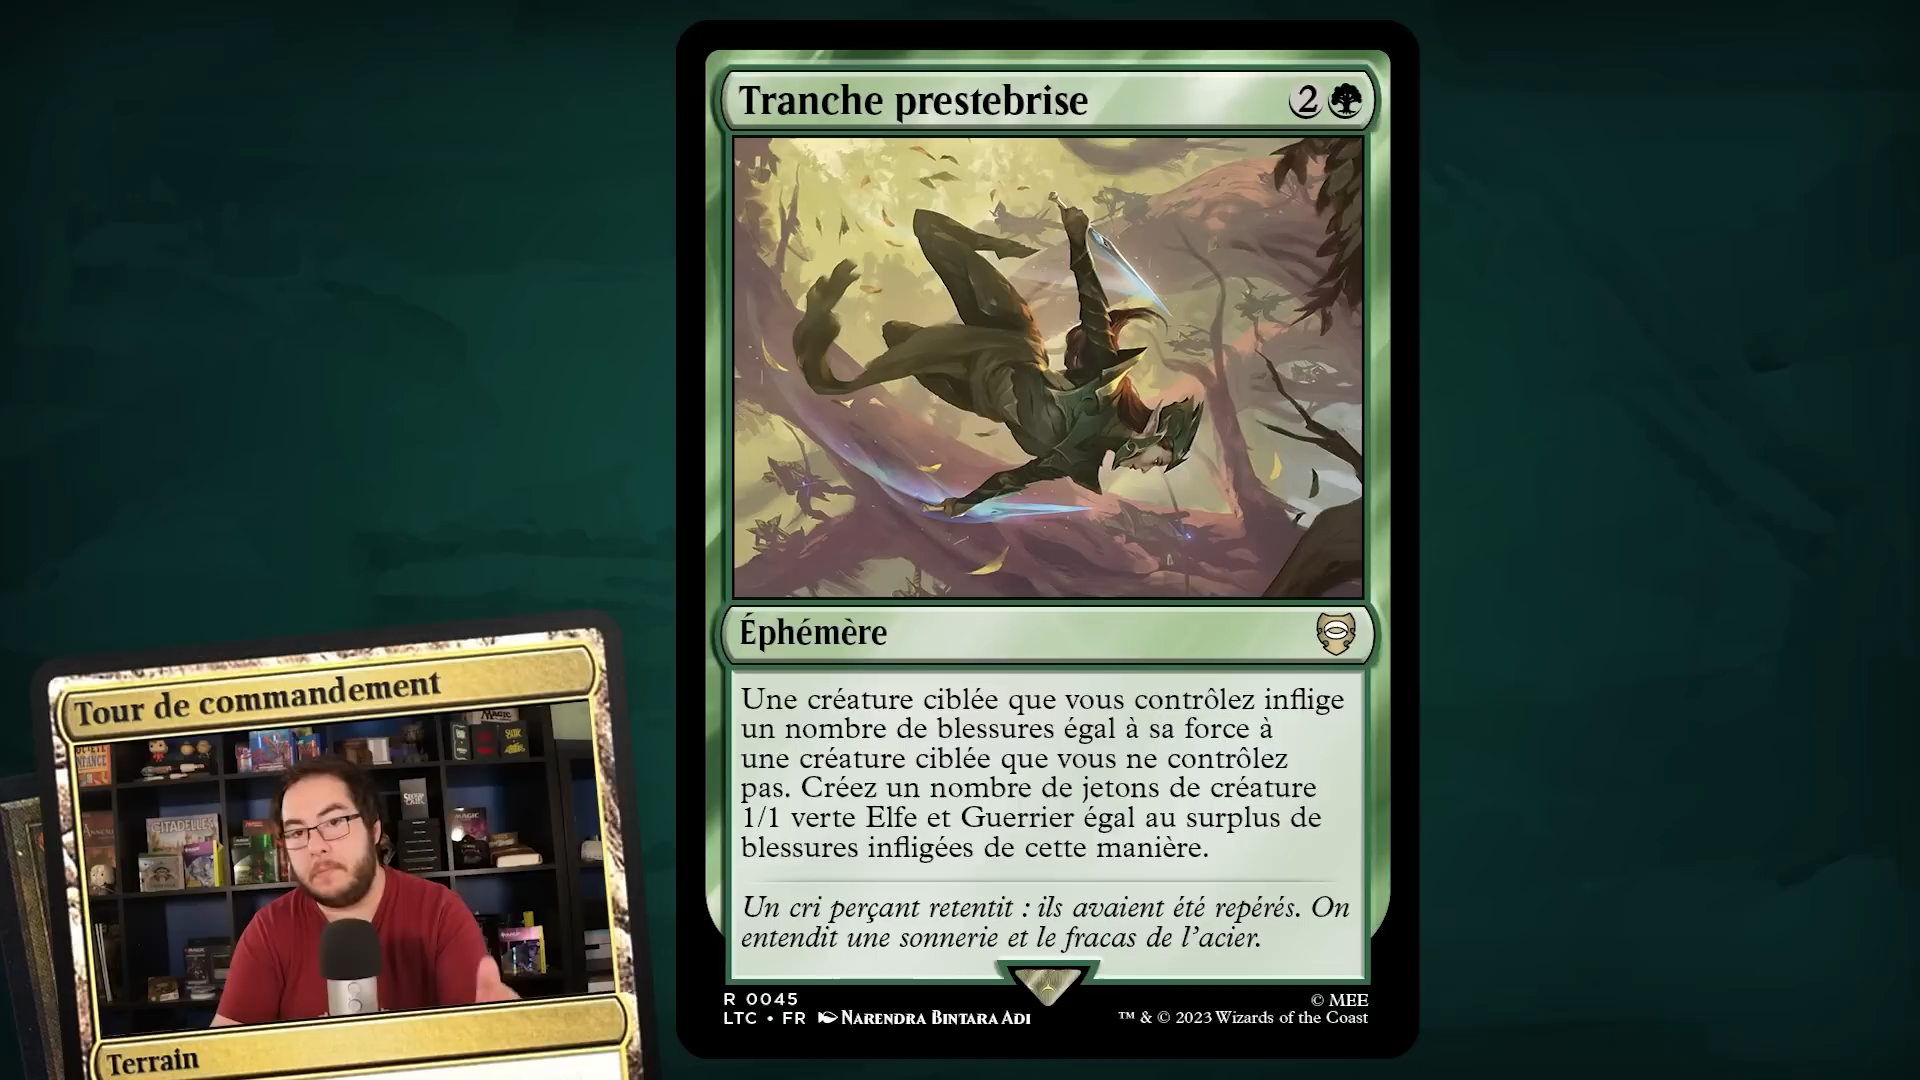 Tranche prestebrise
2
Éphémère
Une créature ciblée que vous contrôlez inflige
un nombre de blessures égal à sa force à
une créature ciblée que vous ne contrôlez
pas. Créez un nombre de jetons de créature
1/1 verte Elfe et Guerrier égal au surplus de
blessures infligées de cette manière.
Un cri perçant retentit : ils avaient été repérés. On
entendit une sonnerie et le fracas de l’acier.
R 0045
LTC • FR Narendra Bintara Adi
© MEE
™ & © 2023 Wizards of the Coast
Tour de commandement
MAGIC
CITADELLES
MAGIC
Terrain